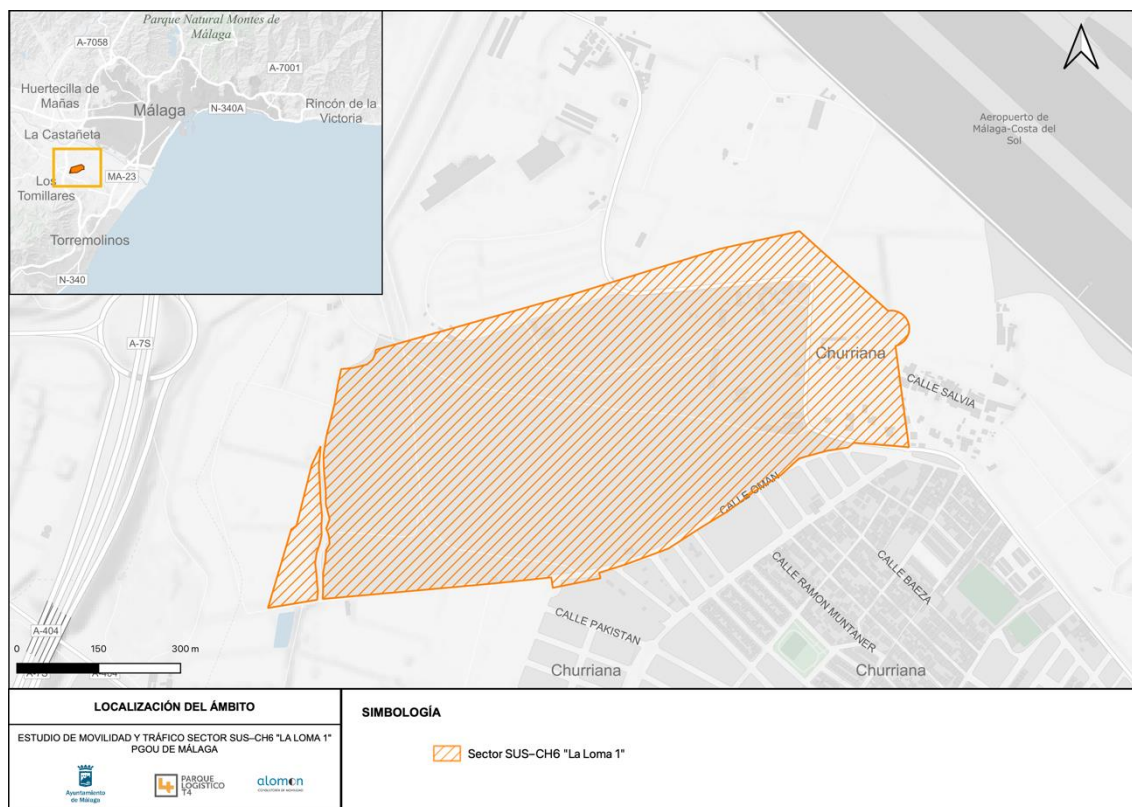 Parque Natural Montes de
Málaga
A-7058
A-7001
Huertecilla de
Mañas
Málaga
N-340A
Rincón de la
Victoria
La Castañeta
MA-23
Los
Tomillares
Torremolinos
N-340
Aeropuerto de
Málaga-Costa del
Sol
A-7S
Churriana
CALLE SALVIA
CALLE OMAN
CALLE BAEZA
CALLE RAMON MUNTANER
CALLE PAKISTAN
Churriana
Churriana
A-404
0 150 300 m
LOCALIZACIÓN DEL ÁMBITO
ESTUDIO DE MOVILIDAD Y TRÁFICO SECTOR SUS–CH6 "LA LOMA 1"
PGOU DE MÁLAGA
Ayuntamiento
de Málaga
PARQUE
LOGÍSTICO
T4
alomon
SIMBOLOGÍA
Sector SUS–CH6 "La Loma 1"